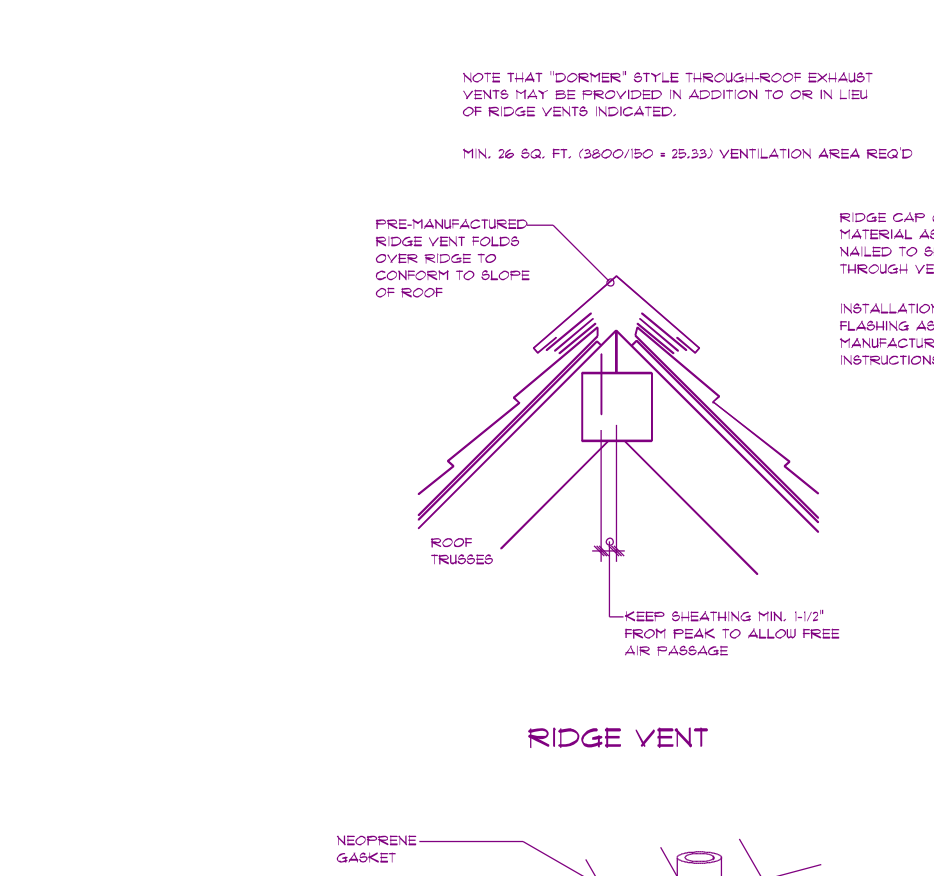 NOTE THAT "DORMER" STYLE THROUGH-ROOF EXHAUST
VENTS MAY BE PROVIDED IN ADDITION TO OR IN LIEU
OF RIDGE VENTS INDICATED.
MIN. 26 SQ. FT. (3800/150 = 25.33) VENTILATION AREA REQ'D
PRE-MANUFACTURED
RIDGE VENT FOLDS
OVER RIDGE TO
CONFORM TO SLOPE
OF ROOF
RIDGE CAP
MATERIAL
NAILED TO
THROUGH
INSTALLATION
FLASHING
INSTRUCTIONS
ROOF
TRUSSES
KEEP SHEATHING MIN. 1-1/2"
FROM PEAK TO ALLOW FREE
AIR PASSAGE
RIDGE VENT
NEOPRENE
GASKET